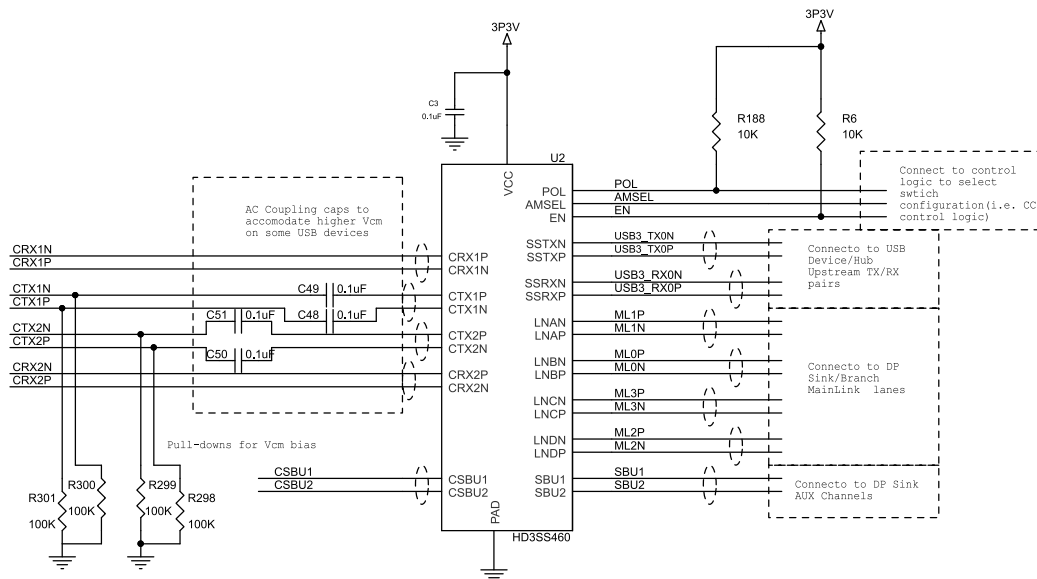 3P3V
3P3V
C3
0.1uF
R188
10K
R6
10K
U2
VCC
Connect to control
logic to select
swtich
configuration(i.e. CC
control logic)
POL
AMSEL
EN
POL
AMSEL
EN
AC Coupling caps to
accomodate higher Vcm
on some USB devices
CRX1N
CRX1P
CRX1P
CRX1N
SSTXN
SSTXP
USB3_TX0N
USB3_TX0P
Connecto to USB
Device/Hub
Upstream TX/RX
pairs
SSRXN
SSRXP
USB3_RX0N
USB3_RX0P
CTX1N
CTX1P
C49
0.1uF
C48
0.1uF
CTX1P
CTX1N
C51
0.1uF
CTX2N
CTX2P
C50
0.1uF
CTX2P
CTX2N
CRX2N
CRX2P
CRX2P
CRX2N
LNAN
LNAP
ML1P
ML1N
LNBN
LNBP
ML0P
ML0N
Connecto to DP
Sink/Branch
MainLink lanes
LNCN
LNCP
ML3P
ML3N
LNDN
LNDP
ML2P
ML2N
Pull-downs for Vcm bias
CSBU1
CSBU2
CSBU1
CSBU2
SBU1
SBU2
SBU1
SBU2
Connecto to DP Sink
AUX Channels
R301
100K
R300
100K
R299
100K
R298
100K
PAD
HD3SS460